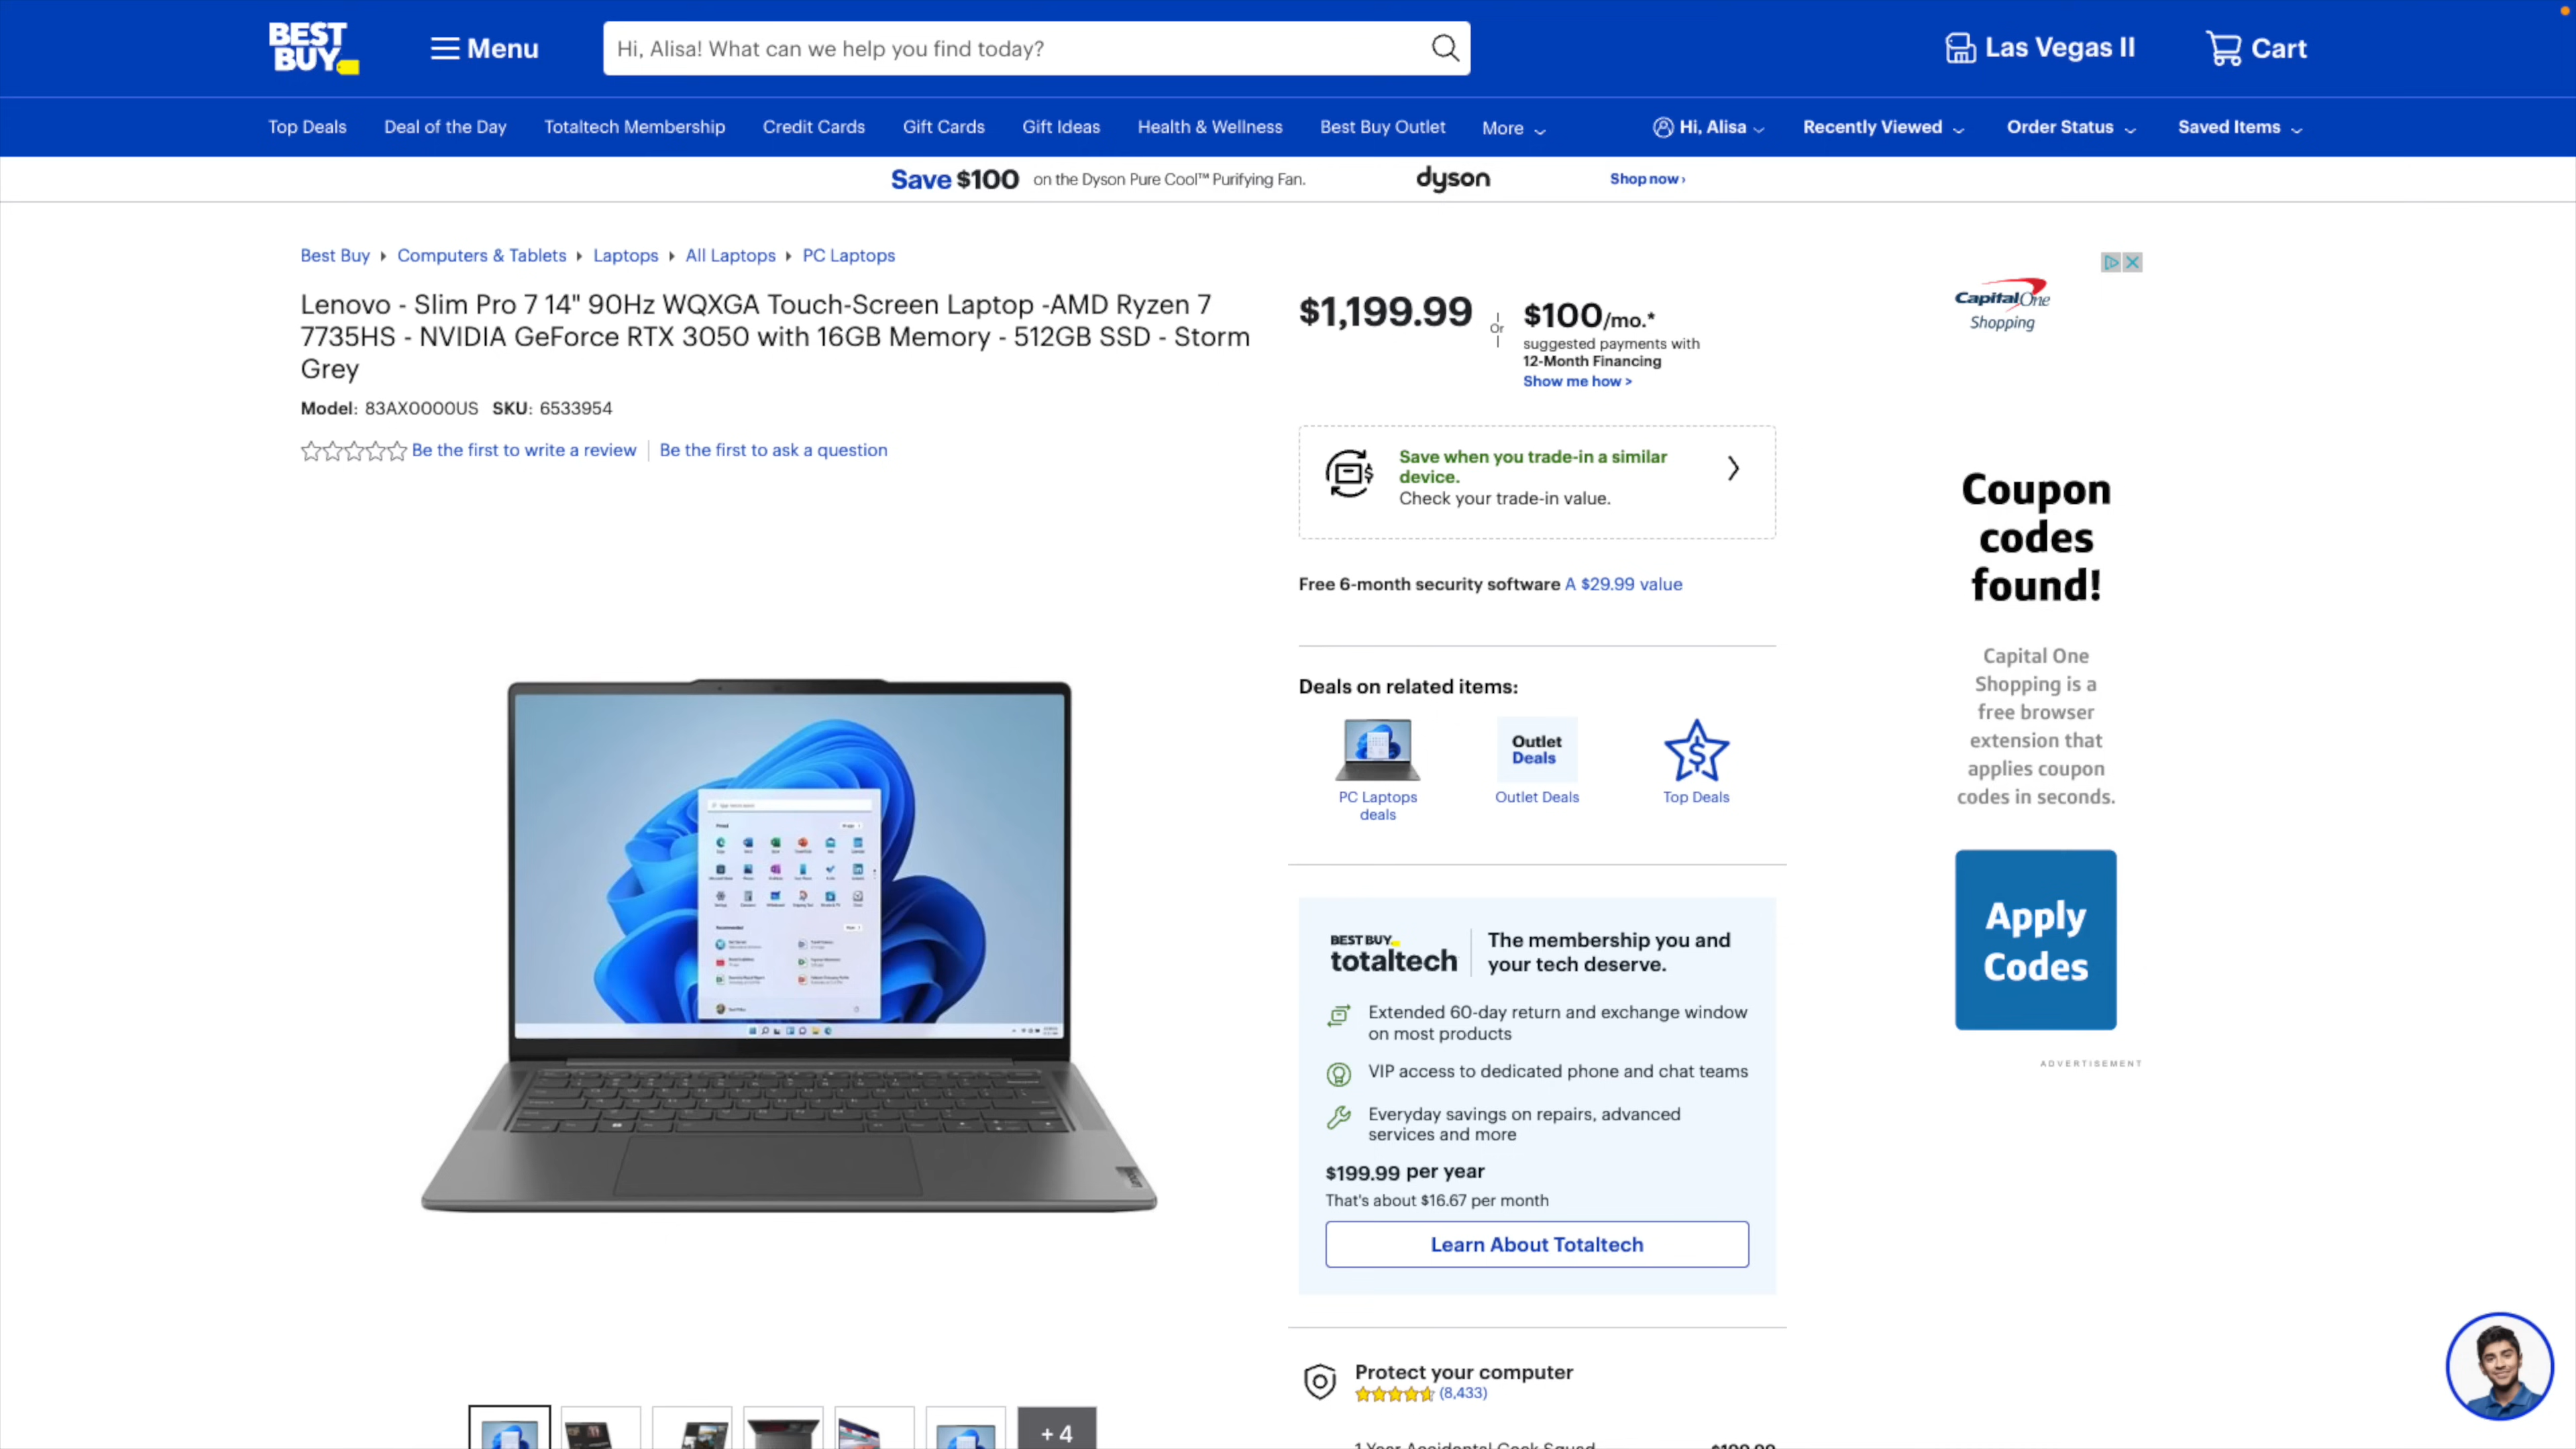 BEST BUY
Menu
Hi, Alisa! What can we help you find today?
Las Vegas II
Cart
Top Deals
Deal of the Day
Totaltech Membership
Credit Cards
Gift Cards
Gift Ideas
Health & Wellness
Best Buy Outlet
More
Hi, Alisa
Recently Viewed
Order Status
Saved Items
Save $100 on the Dyson Pure Cool™ Purifying Fan.
dyson
Shop now ›
Best Buy
Computers & Tablets
Laptops
All Laptops
PC Laptops
Lenovo - Slim Pro 7 14" 90Hz WQXGA Touch-Screen Laptop -AMD Ryzen 7
7735HS - NVIDIA GeForce RTX 3050 with 16GB Memory - 512GB SSD - Storm
Grey
Model: 83AX0000US SKU: 6533954
Be the first to write a review
Be the first to ask a question
$1,199.99
Or
$100/mo.*
suggested payments with
12-Month Financing
Show me how >
Save when you trade-in a similar
device.
Check your trade-in value.
Free 6-month security software A $29.99 value
Deals on related items:
PC Laptops
deals
Outlet
Deals
Outlet Deals
Top Deals
BEST BUY
totaltech
The membership you and
your tech deserve.
Extended 60-day return and exchange window
on most products
VIP access to dedicated phone and chat teams
Everyday savings on repairs, advanced
services and more
$199.99 per year
That's about $16.67 per month
Learn About Totaltech
Protect your computer
(8,433)
+ 4
Capital One
Shopping
Coupon
codes
found!
Capital One
Shopping is a
free browser
extension that
applies coupon
codes in seconds.
Apply
Codes
ADVERTISEMENT